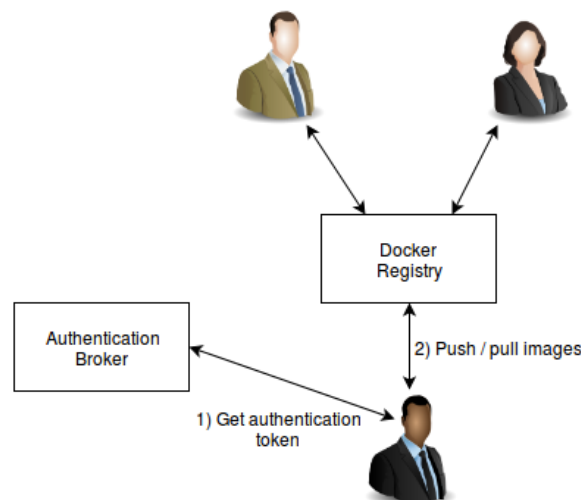 Docker
Registry
Authentication
Broker
2) Push / pull images
1) Get authentication
token